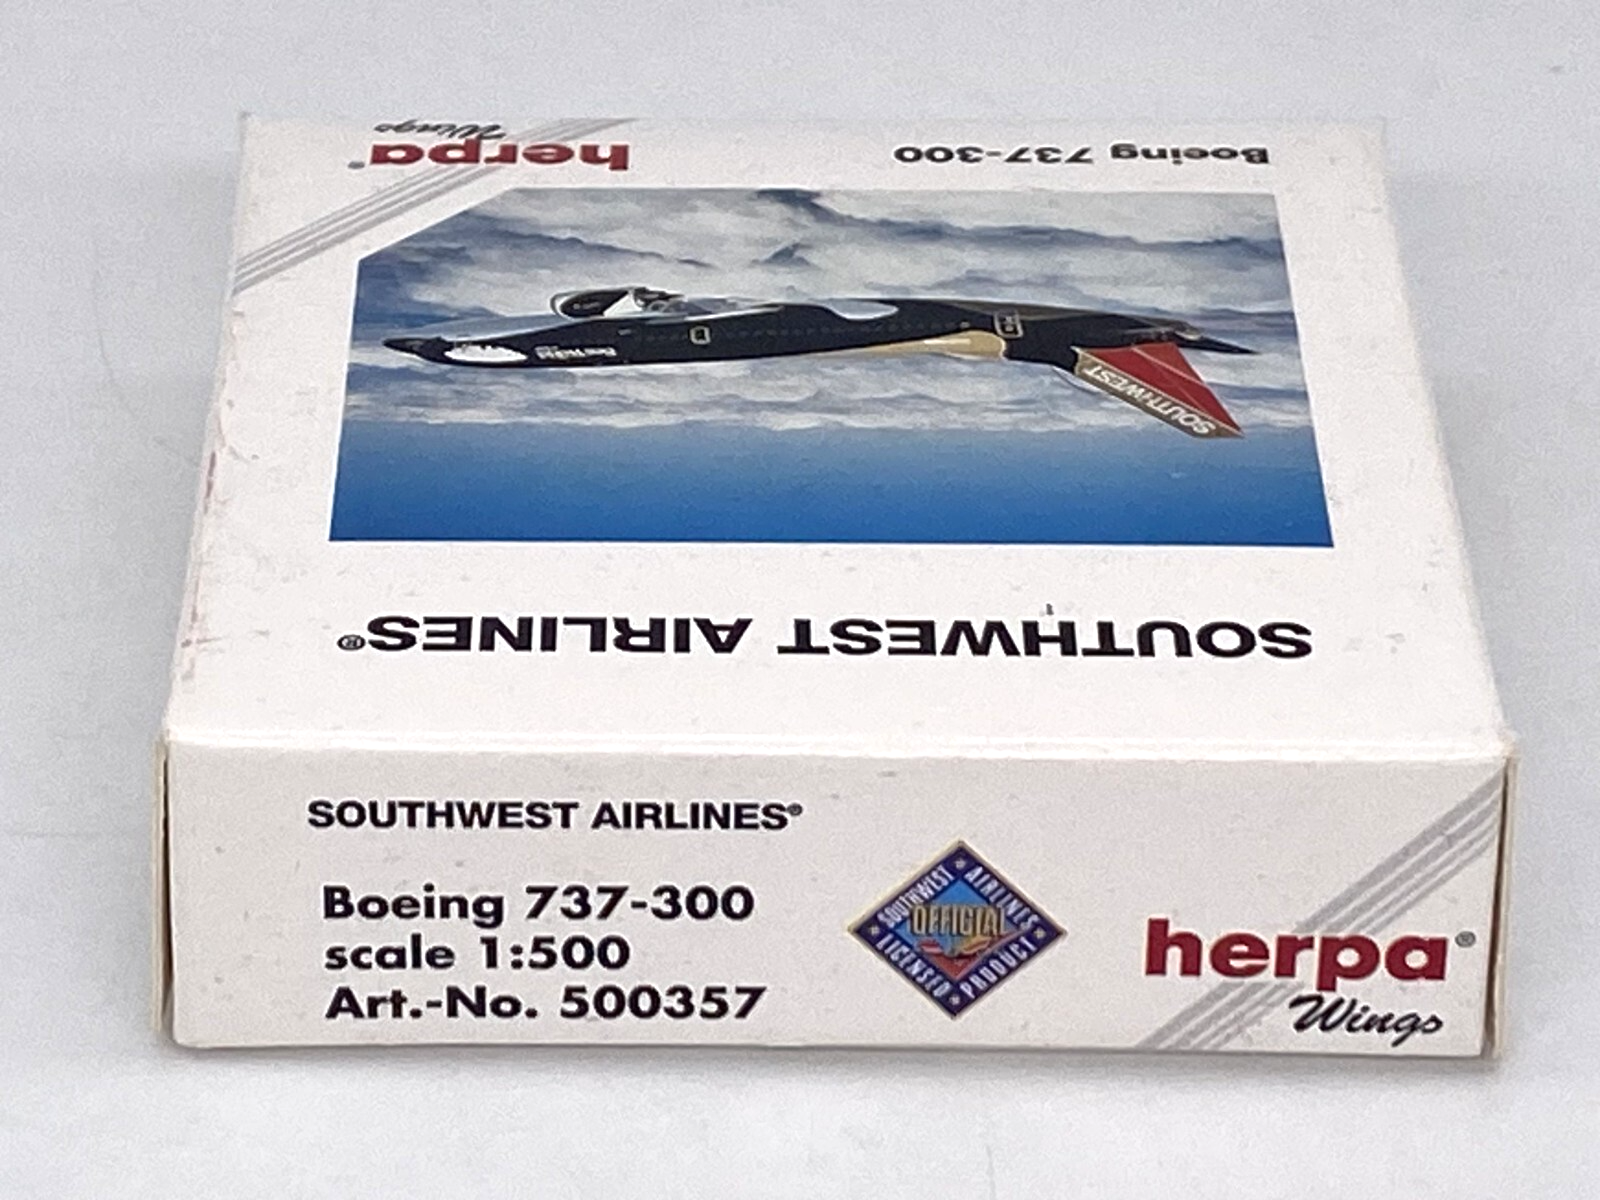 SOUTHWEST AIRLINES®
Boeing 737-300
scale 1:500
Art.-No. 500357
SOUTHWEST AIRLINES
OFFICIAL
LICENSED PRODUCT
herpa®
Wings
SOUTHWEST AIRLINES®
SOUTHWEST
Boeing 737-300
herpa®
Wings